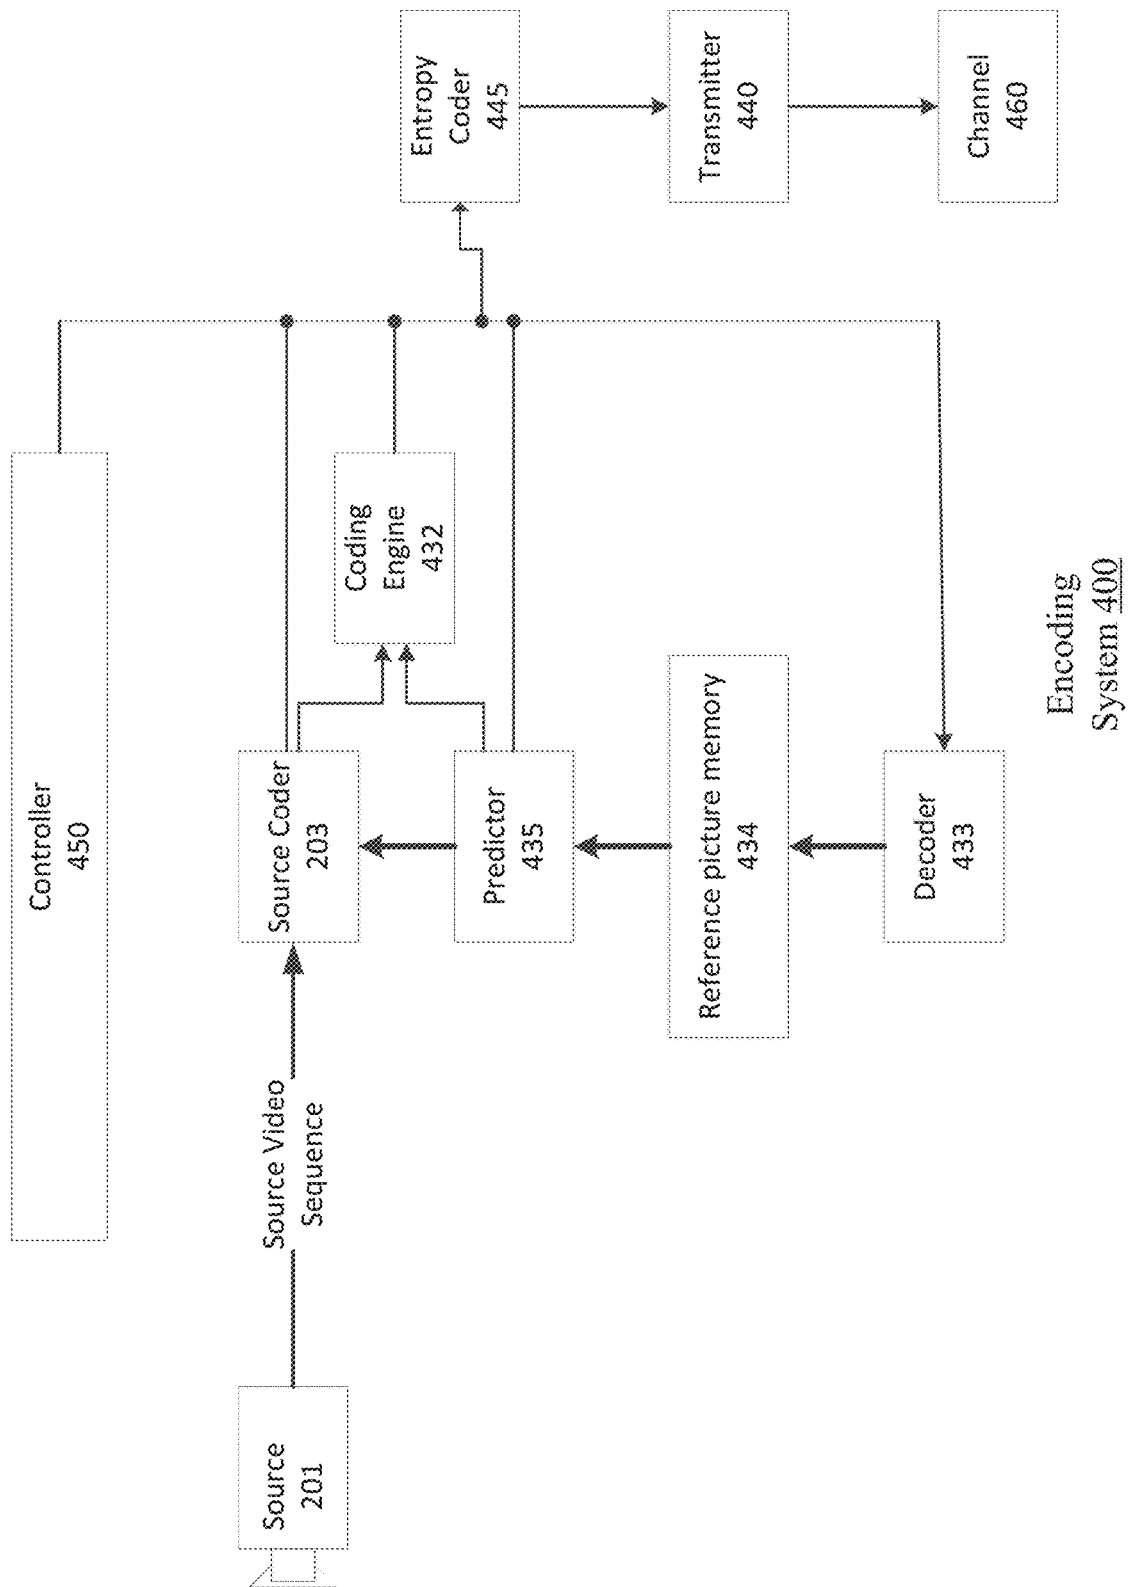 Controller
450
Source
201
Source Video
Sequence
Source Coder
203
Coding
Engine
432
Predictor
435
Reference picture memory
434
Decoder
433
Entropy
Coder
445
Transmitter
440
Channel
460
Encoding
System 400